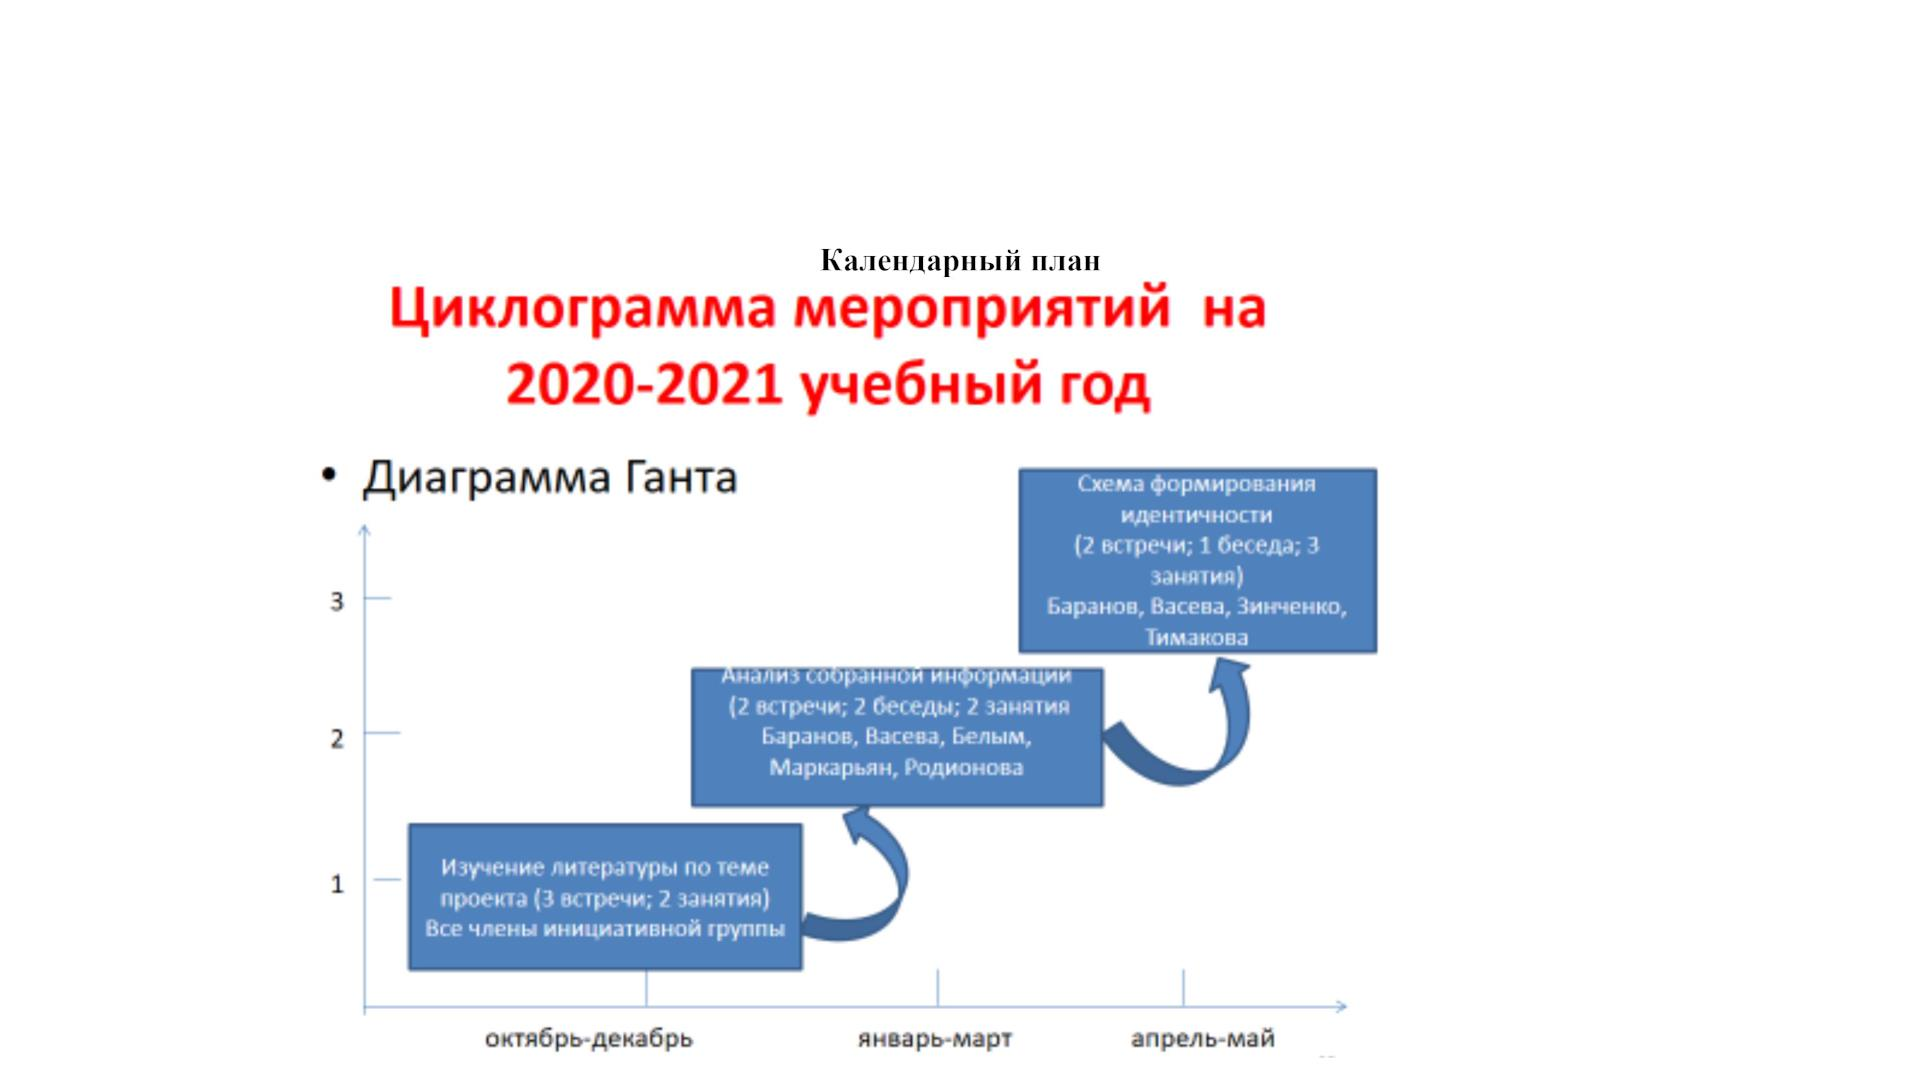 Календарный план
Циклограмма мероприятий на
2020-2021 учебный год
• Диаграмма Ганта
Схема формирования
идентичности
(2 встречи; 1 беседа; 3
занятия)
Баранов, Васева, Зинченко,
Тимакова
3
Анализ собранной информации
(2 встречи; 2 беседы; 2 занятия
Баранов, Васева, Белым,
Маркарьян, Родионова
2
Изучение литературы по теме
проекта (3 встречи; 2 занятия)
Все члены инициативной группы
1
октябрь-декабрь
январь-март
апрель-май